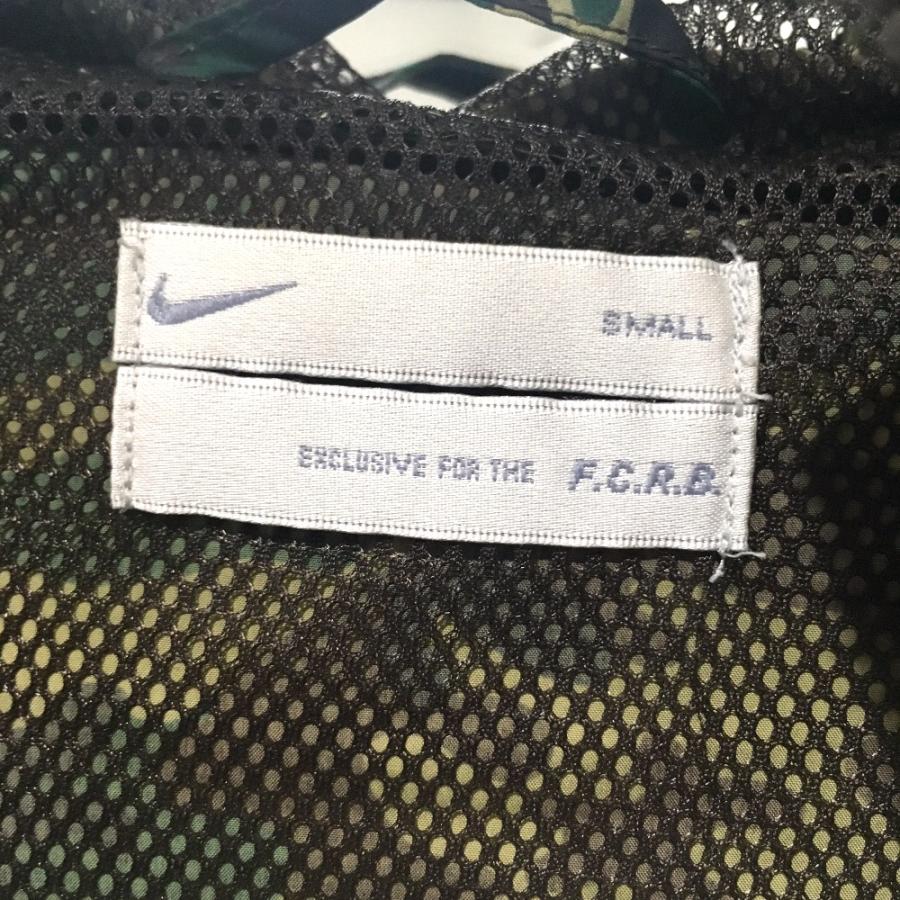 SMALL
EXCLUSIVE FOR THE F.C.R.B.